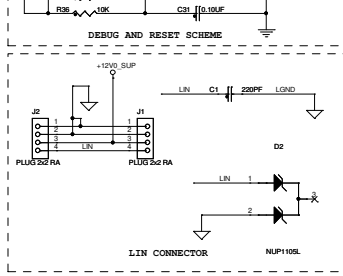 R36 10K C31 0.10UF
DEBUG AND RESET SCHEME
+12V0_SUP
LIN C1 220PF LGND
J2 J1
1 1
2 2
3 3
4 LIN 4
PLUG 2x2 RA PLUG 2x2 RA
D2
LIN 1
3
2
LIN CONNECTOR
NUP1105L